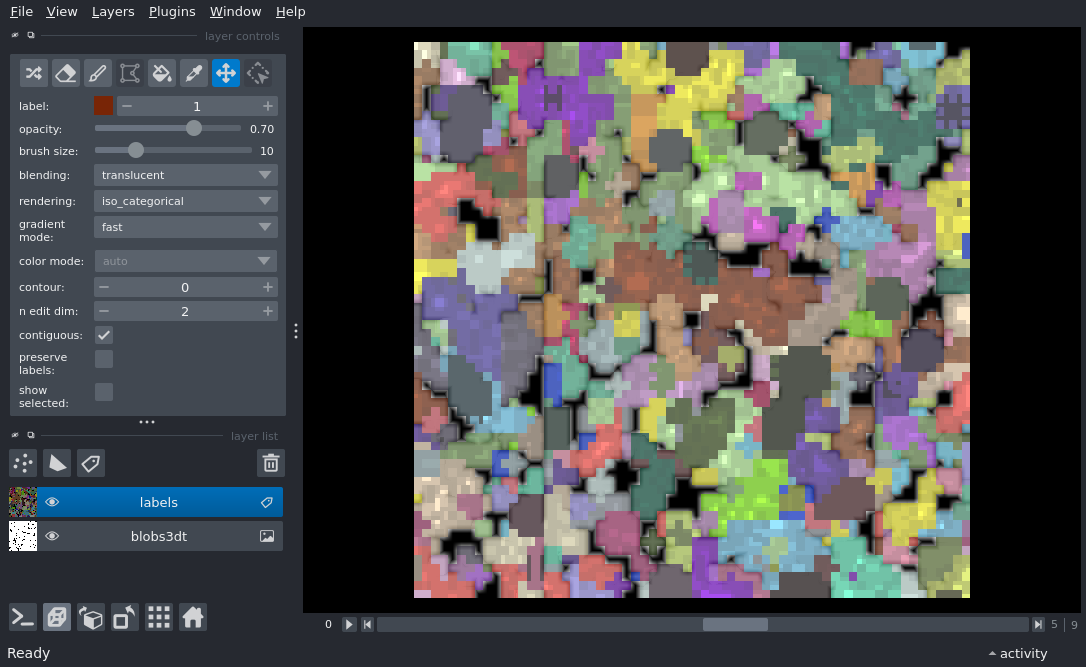 File View Layers Plugins Window Help
layer controls
label: 1
opacity: 0.70
brush size: 10
blending: translucent
rendering: iso_categorical
gradient
mode: fast
color mode: auto
contour: 0
n edit dim: 2
contiguous:
preserve
labels:
show
selected:
layer list
labels
blobs3dt
0 5 9
Ready activity